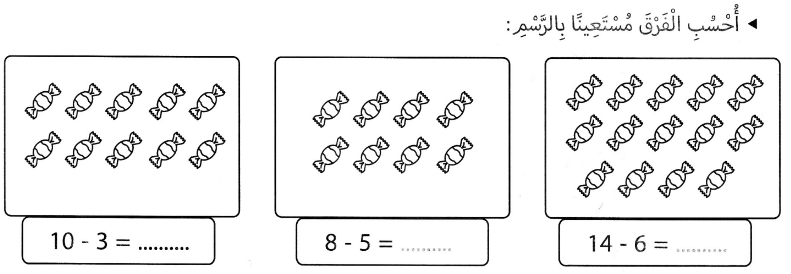 ◂ أُحْسُبِ الْفَرْقَ مُسْتَعِينًا بِالرَّسْمِ:
14 - 6 = ..........
8 - 5 = ..........
10 - 3 = ..........